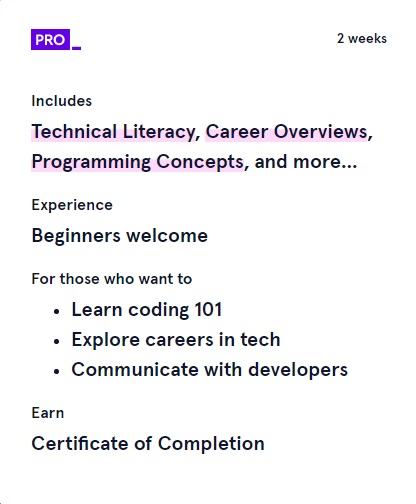 PRO
2 weeks
Includes
Technical Literacy, Career Overviews,
Programming Concepts, and more...
Experience
Beginners welcome
For those who want to
• Learn coding 101
• Explore careers in tech
• Communicate with developers
Earn
Certificate of Completion